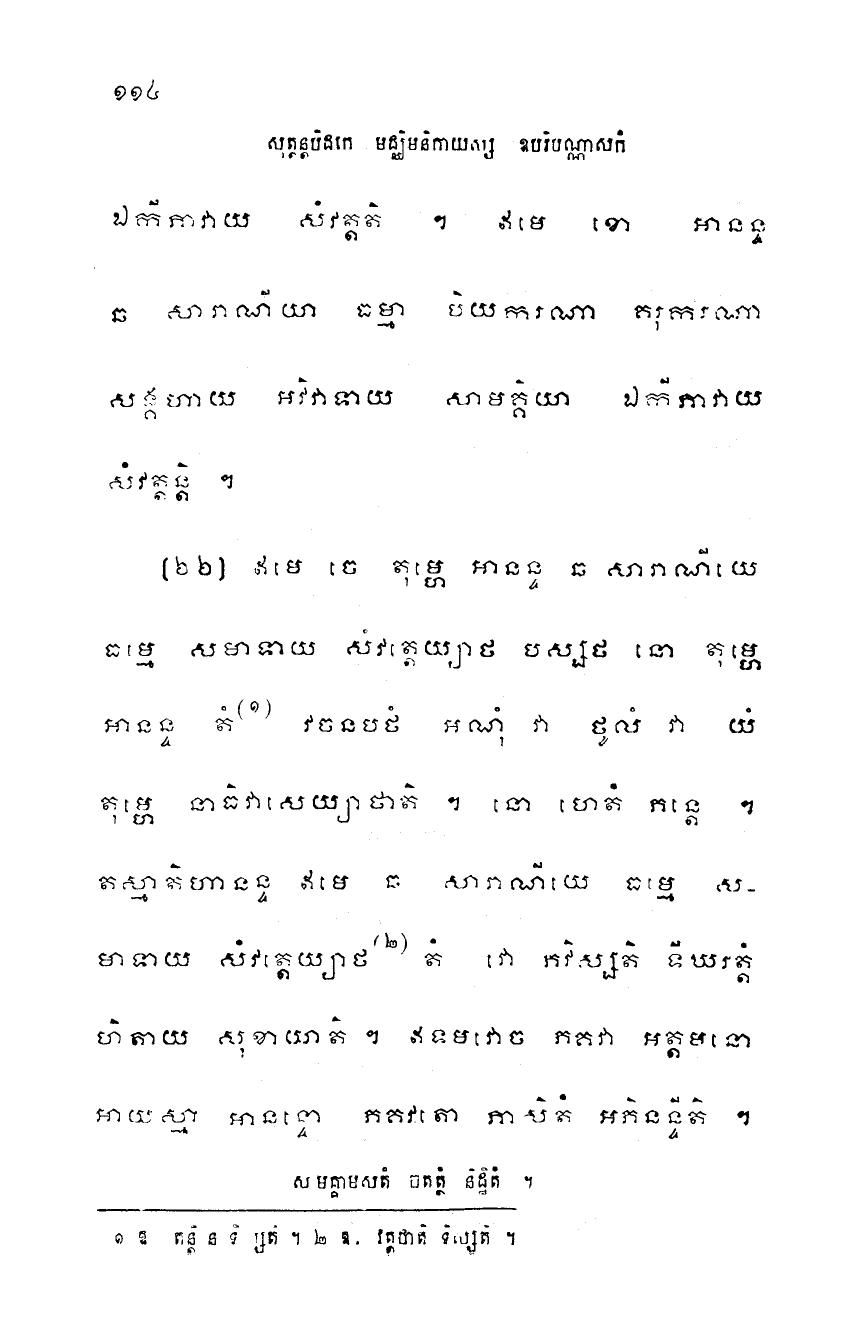 ១១៤
សុត្តន្តបិដកេ មជ្ឈិមនិកាយស្ស ឧបរិបណ្ណាសកំ
ឯកីភាវាយ សំវត្តតិ ។ ឥមេ ខោ អានន្ទ
ឆ សារាណីយា ធម្មា បិយករណា គរុករណា
សង្គហាយ អវិវាទាយ សាមគ្គិយា ឯកីភាវាយ
សំវត្តន្តិ ។
(៦៦) ឥមេ ចេ តុម្ហេ អានន្ទ ឆ សារាណីយេ
ធម្មេ សមាទាយ សំវត្តេយ្យាថ បស្សថ នោ តុម្ហេ
អានន្ទ តំ(១) វចនបថំ អណុំ វា ថូលំ វា យំ
តុម្ហេ នាធិវាសេយ្យាថាតិ ។ នោ ហេតំ ភន្តេ ។
តស្មាតិហានន្ទ ឥមេ ឆ សារាណីយេ ធម្មេ ស-
មាទាយ សំវត្តេយ្យាថ(២) តំ វោ ភវិស្សតិ ទីឃរត្តំ
ហិតាយ សុខាយាតិ ។ ឥទមវោច ភគវា អត្តមនោ
អាយស្មា អានន្ទោ ភគវតោ ភាសិតំ អភិនន្ទីតិ ។
សមគ្គាមសុតំ ចតុត្ថំ និដ្ឋិតំ ។
១ ឱ តន្តិ ន ទិស្សតិ ។ ២ ឱ. វត្តថាតិ ទិស្សតិ ។